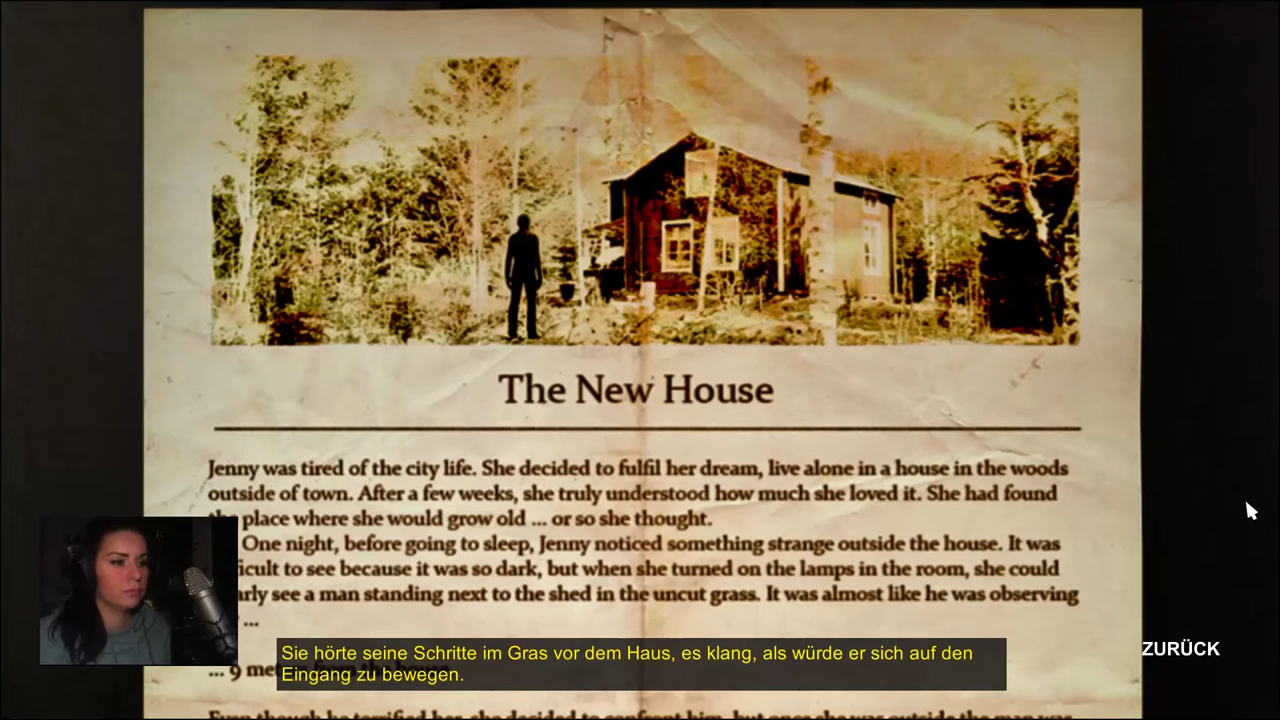 The New House
Jenny was tired of the city life. She decided to fulfil her dream, live alone in a house in the woods
outside of town. After a few weeks, she truly understood how much she loved it. She had found
place where she would grow old ... or so she thought.
One night, before going to sleep, Jenny noticed something strange outside the house. It was
to see because it was so dark, but when she turned on the lamps in the room, she could
see a man standing next to the shed in the uncut grass. It was almost like he was observing
...
Sie hörte seine Schritte im Gras vor dem Haus, es klang, als würde er sich auf den
ZURÜCK
... 9
Eingang zu bewegen.